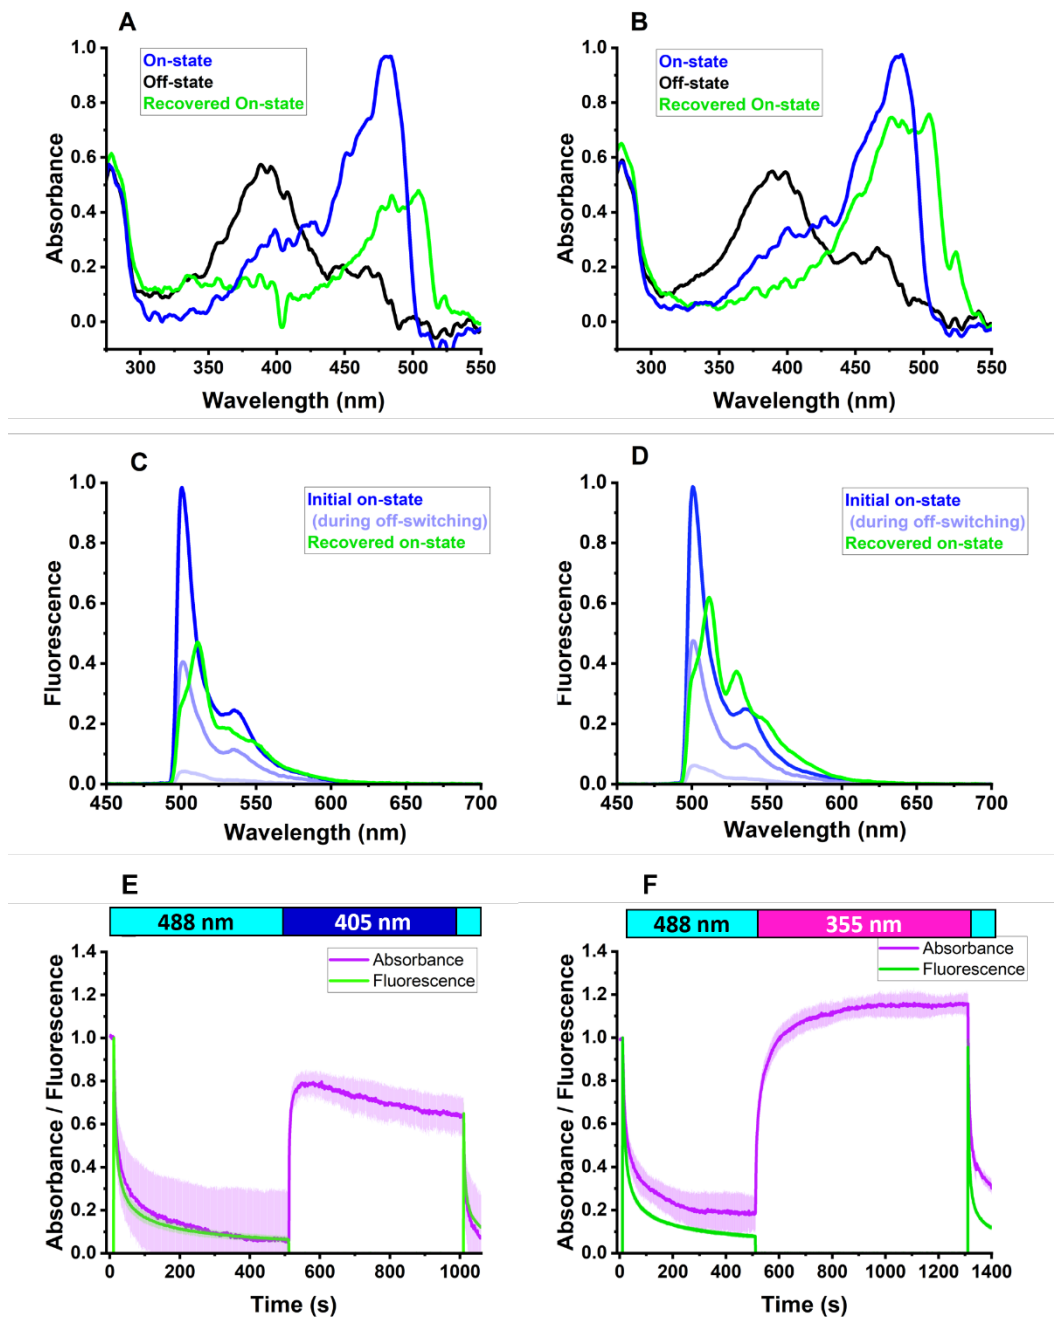 A
On-state
Off-state
Recovered On-state
1.0
0.8
0.6
0.4
0.2
0.0
Absorbance
300 350 400 450 500 550
Wavelength (nm)
B
On-state
Off-state
Recovered On-state
1.0
0.8
0.6
0.4
0.2
0.0
Absorbance
300 350 400 450 500 550
Wavelength (nm)
C
Initial on-state
(during off-switching)
Recovered on-state
1.0
0.8
0.6
0.4
0.2
0.0
Fluorescence
450 500 550 600 650 700
Wavelength (nm)
D
Initial on-state
(during off-switching)
Recovered on-state
1.0
0.8
0.6
0.4
0.2
0.0
Fluorescence
450 500 550 600 650 700
Wavelength (nm)
E
488 nm 405 nm
Absorbance
Fluorescence
1.4
1.2
1.0
0.8
0.6
0.4
0.2
0.0
Absorbance / Fluorescence
0 200 400 600 800 1000
Time (s)
F
488 nm 355 nm
Absorbance
Fluorescence
1.4
1.2
1.0
0.8
0.6
0.4
0.2
0.0
Absorbance / Fluorescence
0 200 400 600 800 1000 1200 1400
Time (s)